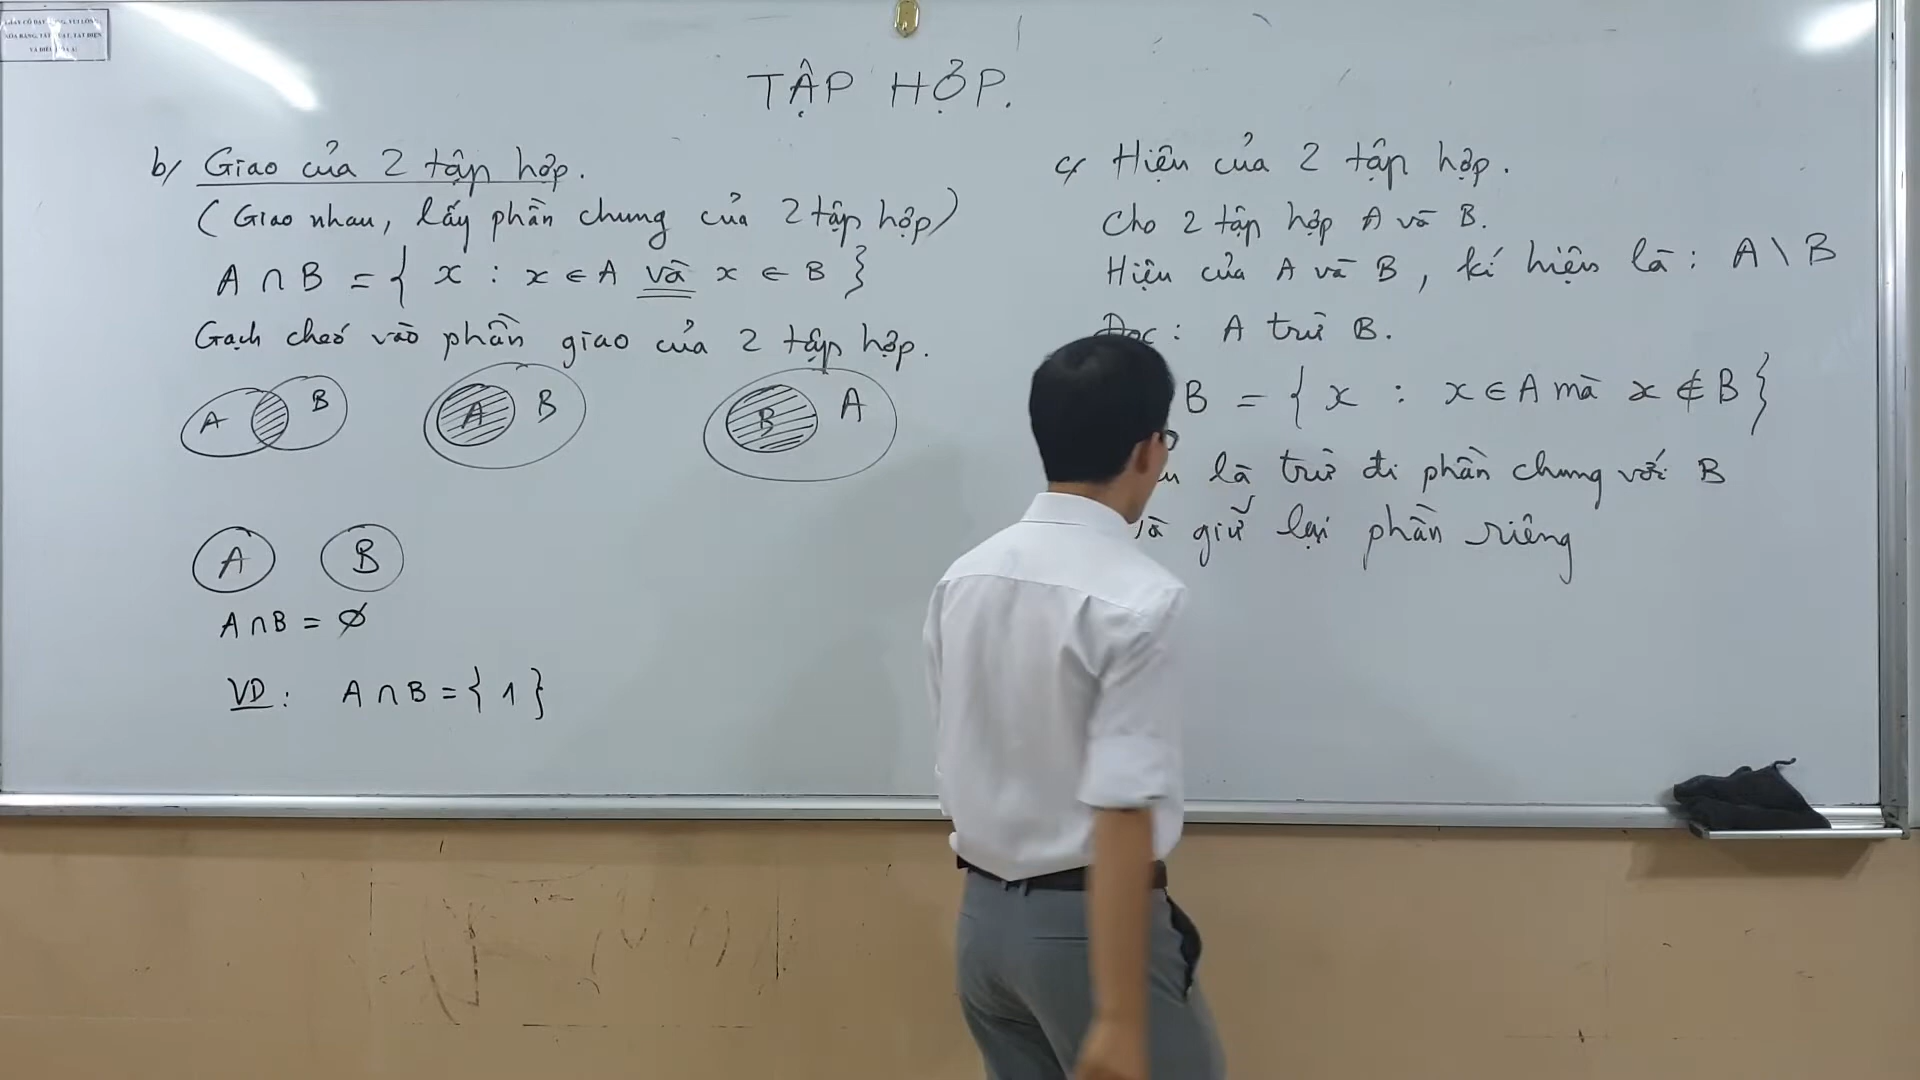 TẬP HỢP.
b/ Giao của 2 tập hợp.
(Giao nhau, lấy phần chung của 2 tập hợp)
A ∩ B = { x : x ∈ A và x ∈ B }
Gạch chéo vào phần giao của 2 tập hợp.
A B
A B
B A
A B
A ∩ B = ∅
VD: A ∩ B = { 1 }
c/ Hiệu của 2 tập hợp.
Cho 2 tập hợp A và B.
Hiệu của A và B, kí hiệu là: A \ B
Đọc: A trừ B.
B = { x : x ∈ A mà x ∉ B }
là trừ đi phần chung với B
và giữ lại phần riêng